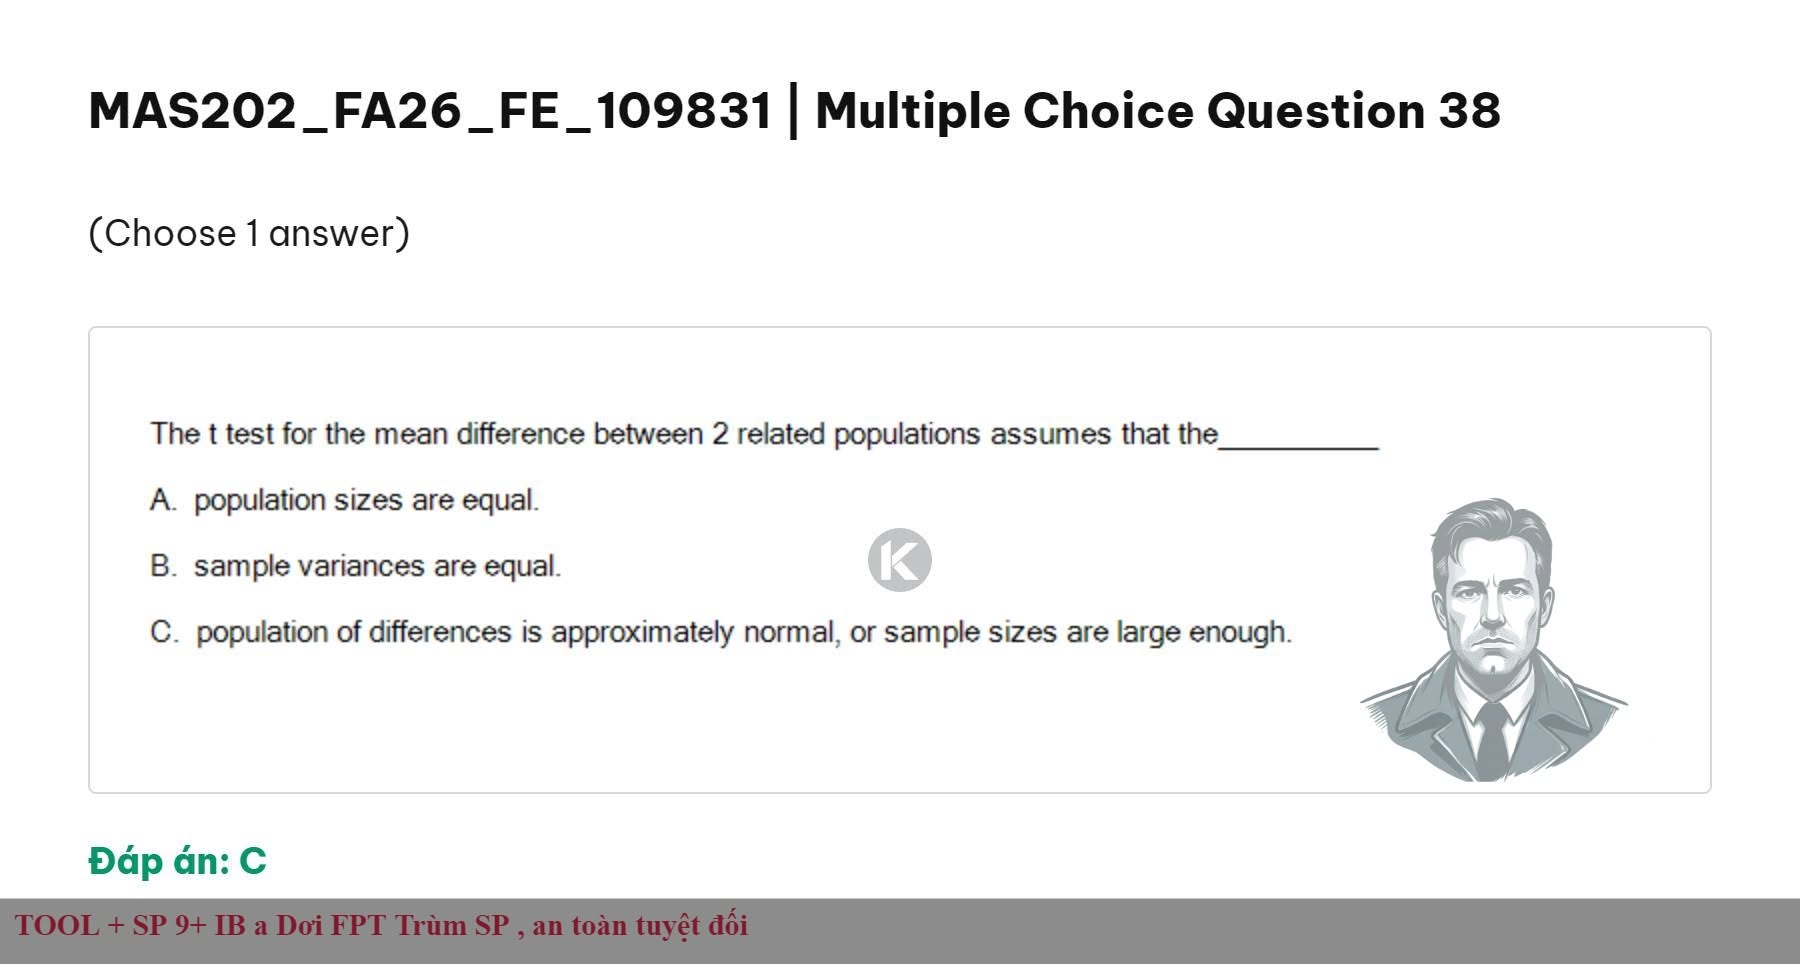 MAS202_FA26_FE_109831 | Multiple Choice Question 38
(Choose 1 answer)
The t test for the mean difference between 2 related populations assumes that the__________
A. population sizes are equal.
B. sample variances are equal.
K
C. population of differences is approximately normal, or sample sizes are large enough.
Đáp án: C
TOOL + SP 9+ IB a Dơi FPT Trùm SP , an toàn tuyệt đối